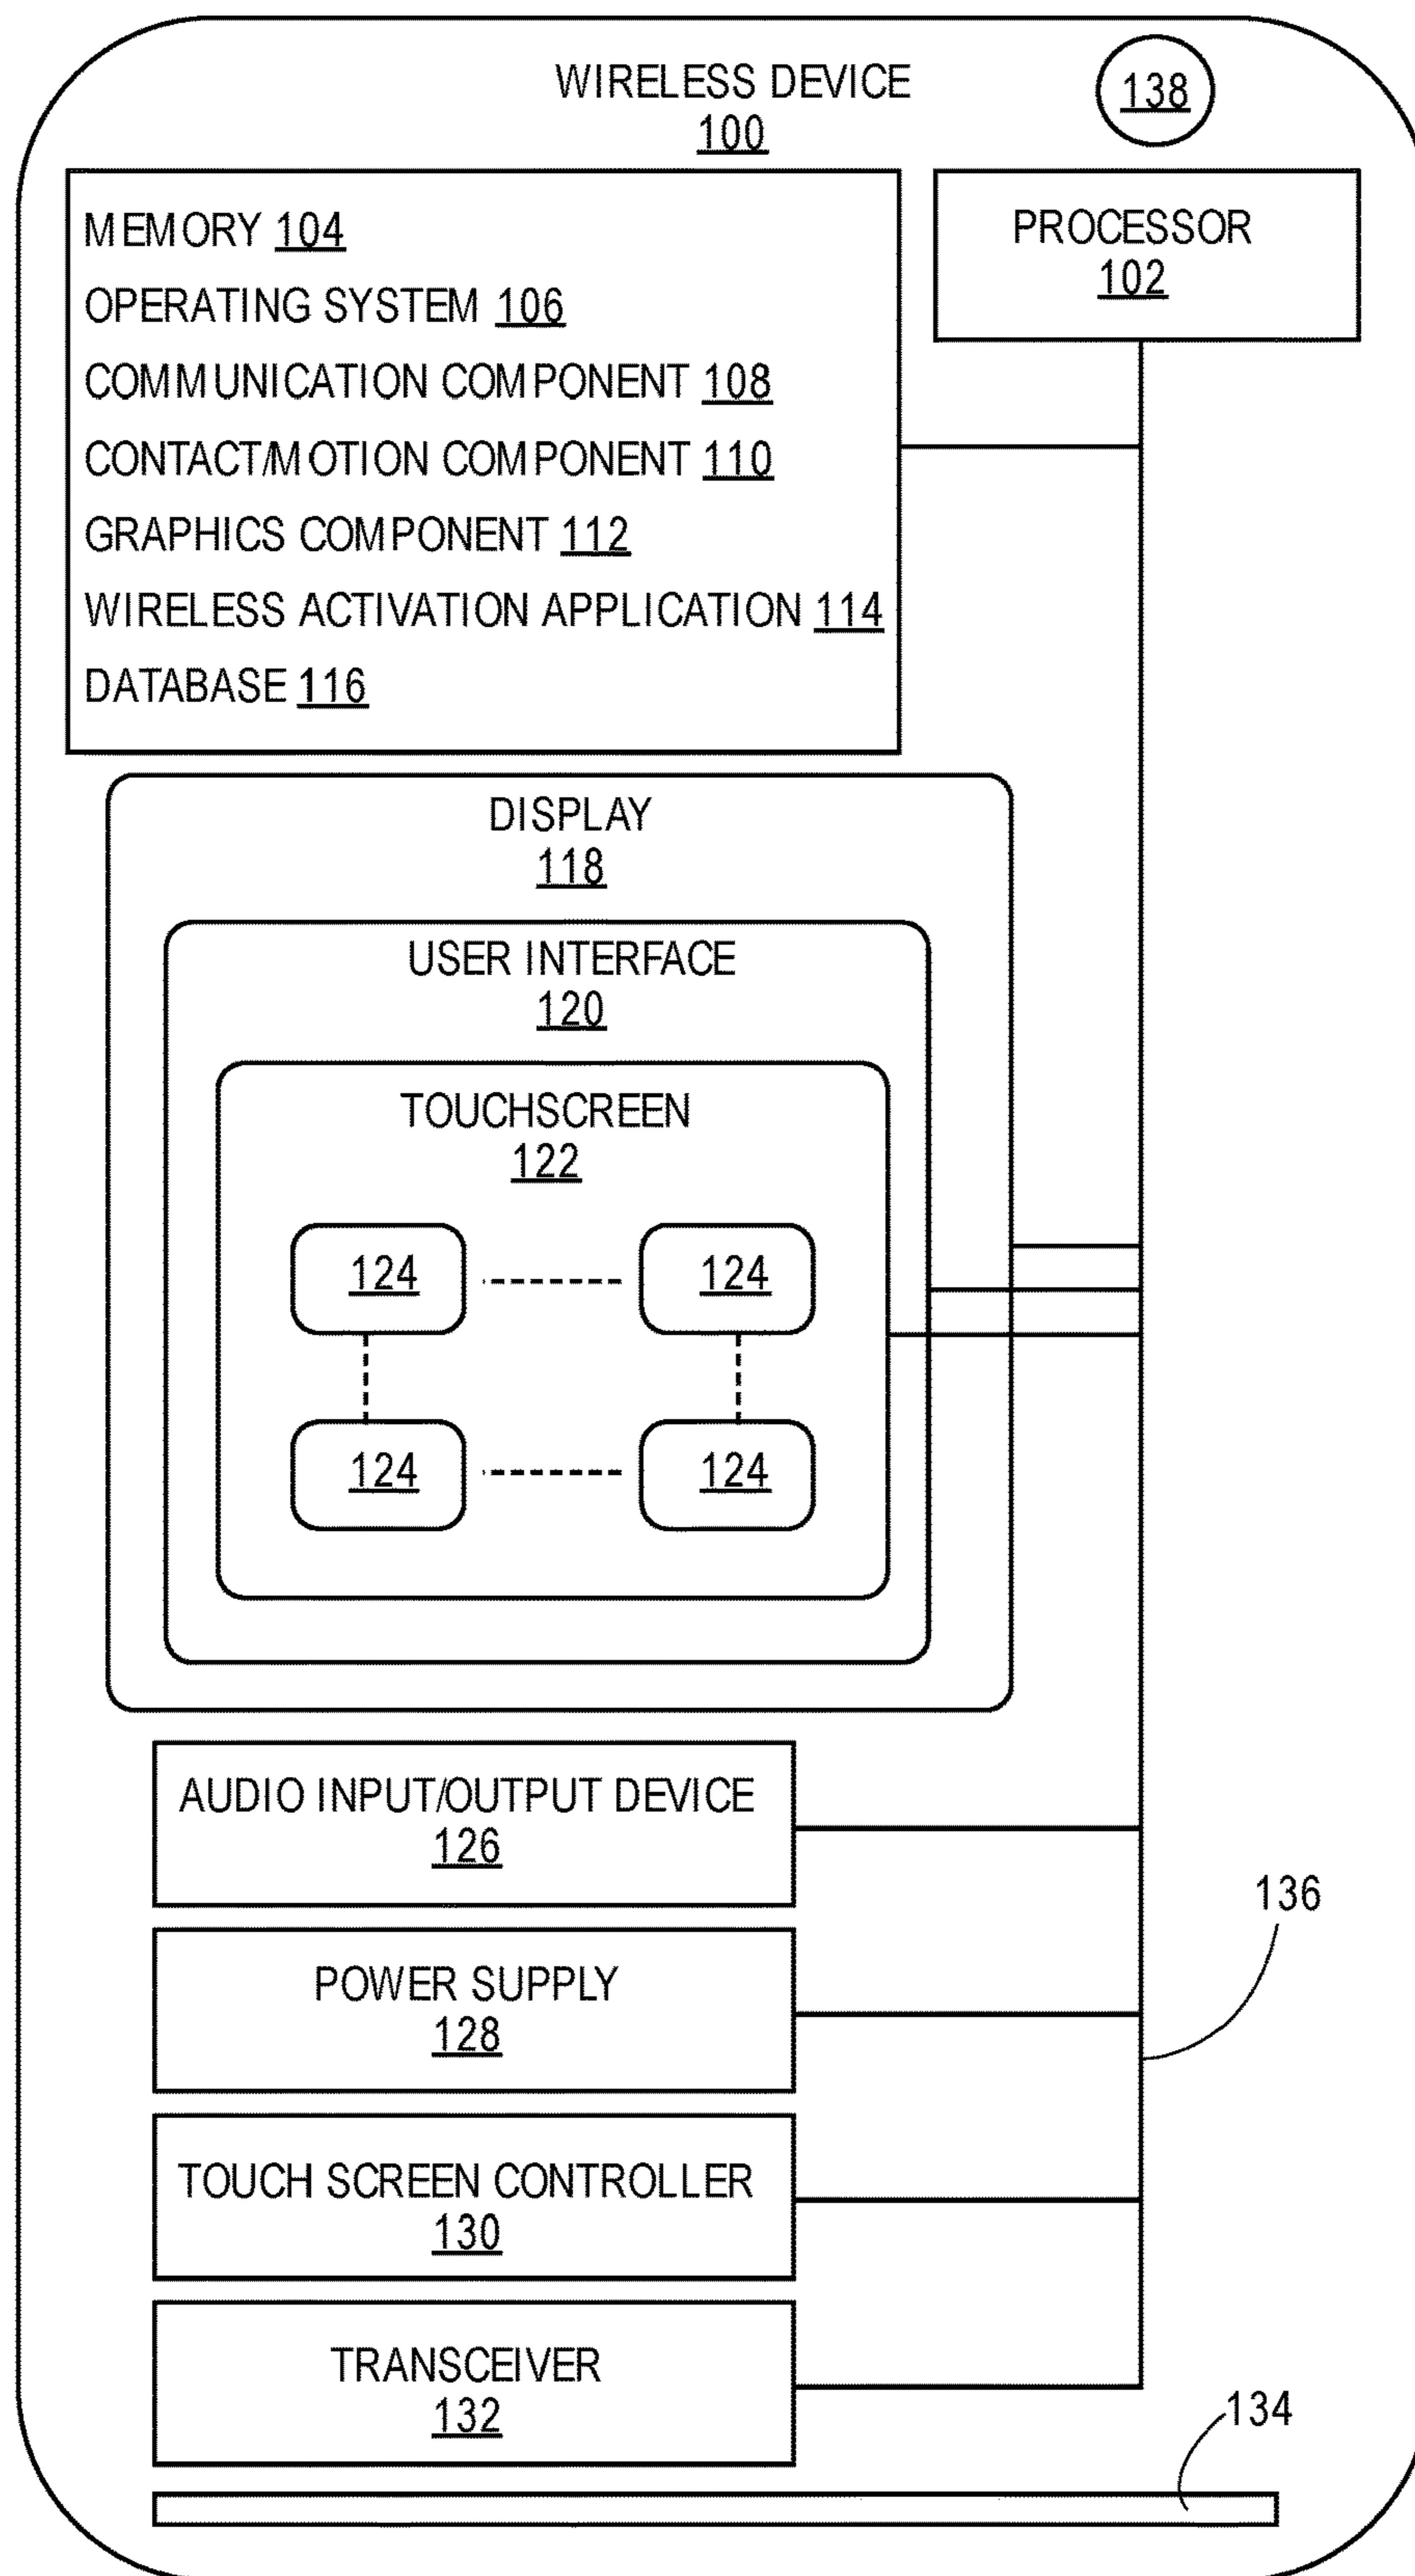 WIRELESS DEVICE
100
138
MEMORY 104
OPERATING SYSTEM 106
COMMUNICATION COMPONENT 108
CONTACT/MOTION COMPONENT 110
GRAPHICS COMPONENT 112
WIRELESS ACTIVATION APPLICATION 114
DATABASE 116
PROCESSOR
102
DISPLAY
118
USER INTERFACE
120
TOUCHSCREEN
122
124
124
124
124
AUDIO INPUT/OUTPUT DEVICE
126
136
POWER SUPPLY
128
TOUCH SCREEN CONTROLLER
130
TRANSCEIVER
132
134